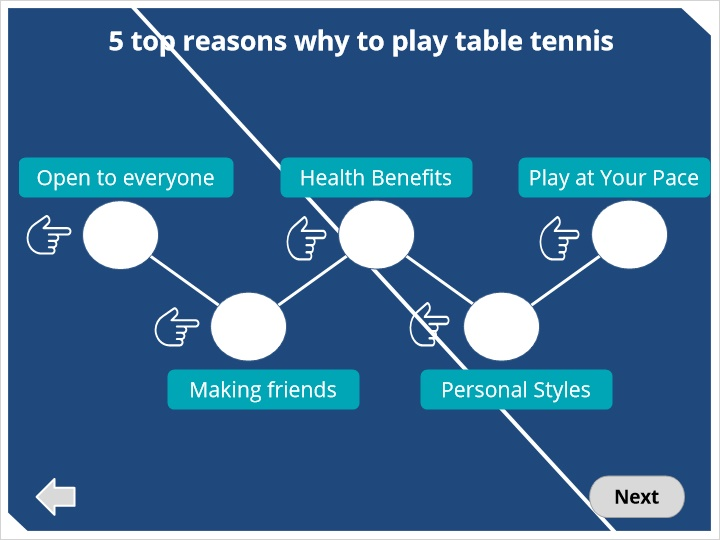 5 top reasons why to play table tennis
Open to everyone
Health Benefits
Play at Your Pace
Making friends
Personal Styles
Next